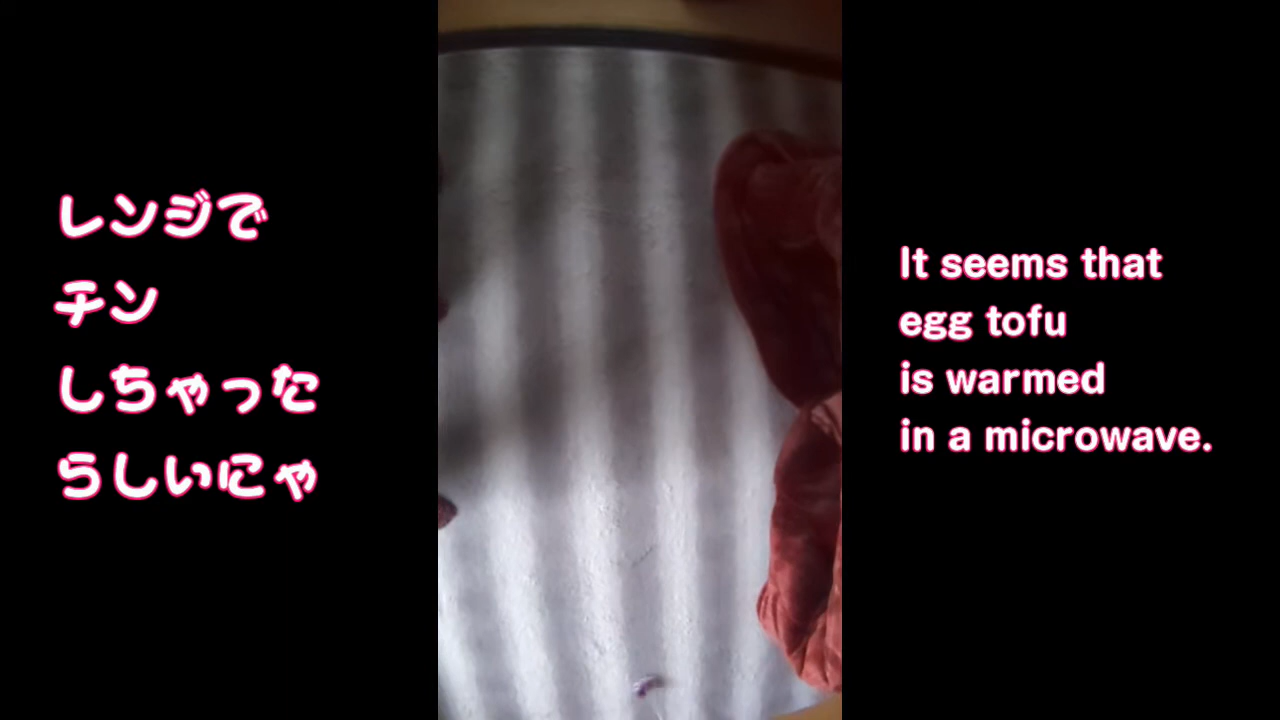 レンジで
チン
しちゃった
らしいにゃ
It seems that
egg tofu
is warmed
in a microwave.